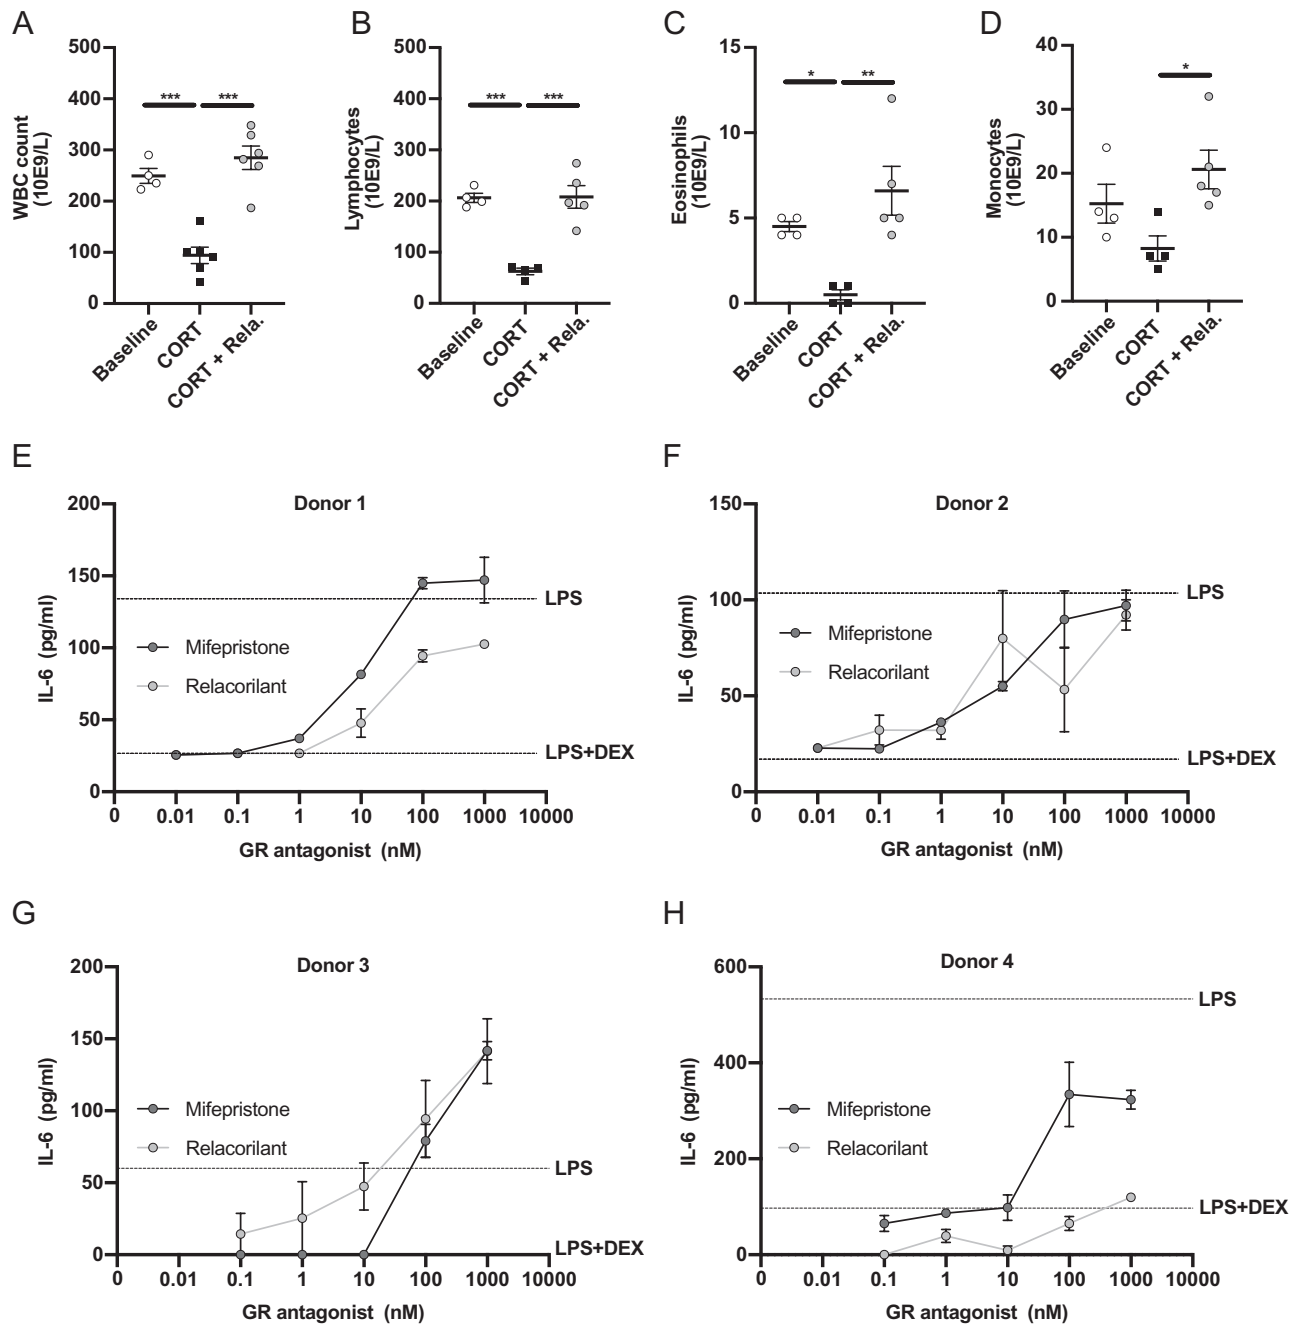 A
B
C
D
WBC count
(10E9/L)
500
400
300
200
100
0
***
***
Baseline
CORT
CORT + Rela.
Lymphocytes
(10E9/L)
500
400
300
200
100
0
***
***
Baseline
CORT
CORT + Rela.
Eosinophils
(10E9/L)
15
10
5
0
*
**
Baseline
CORT
CORT + Rela.
Monocytes
(10E9/L)
40
30
20
10
0
*
Baseline
CORT
CORT + Rela.
E
Donor 1
IL-6 (pg/ml)
200
150
100
50
0
LPS
Mifepristone
Relacorilant
LPS+DEX
0 0.01 0.1 1 10 100 1000 10000
GR antagonist (nM)
F
Donor 2
IL-6 (pg/ml)
150
100
50
0
LPS
Mifepristone
Relacorilant
LPS+DEX
0 0.01 0.1 1 10 100 1000 10000
GR antagonist (nM)
G
Donor 3
IL-6 (pg/ml)
200
150
100
50
0
Mifepristone
Relacorilant
LPS
LPS+DEX
0 0.01 0.1 1 10 100 1000 10000
GR antagonist (nM)
H
Donor 4
IL-6 (pg/ml)
600
400
200
0
LPS
Mifepristone
Relacorilant
LPS+DEX
0 0.01 0.1 1 10 100 1000 10000
GR antagonist (nM)